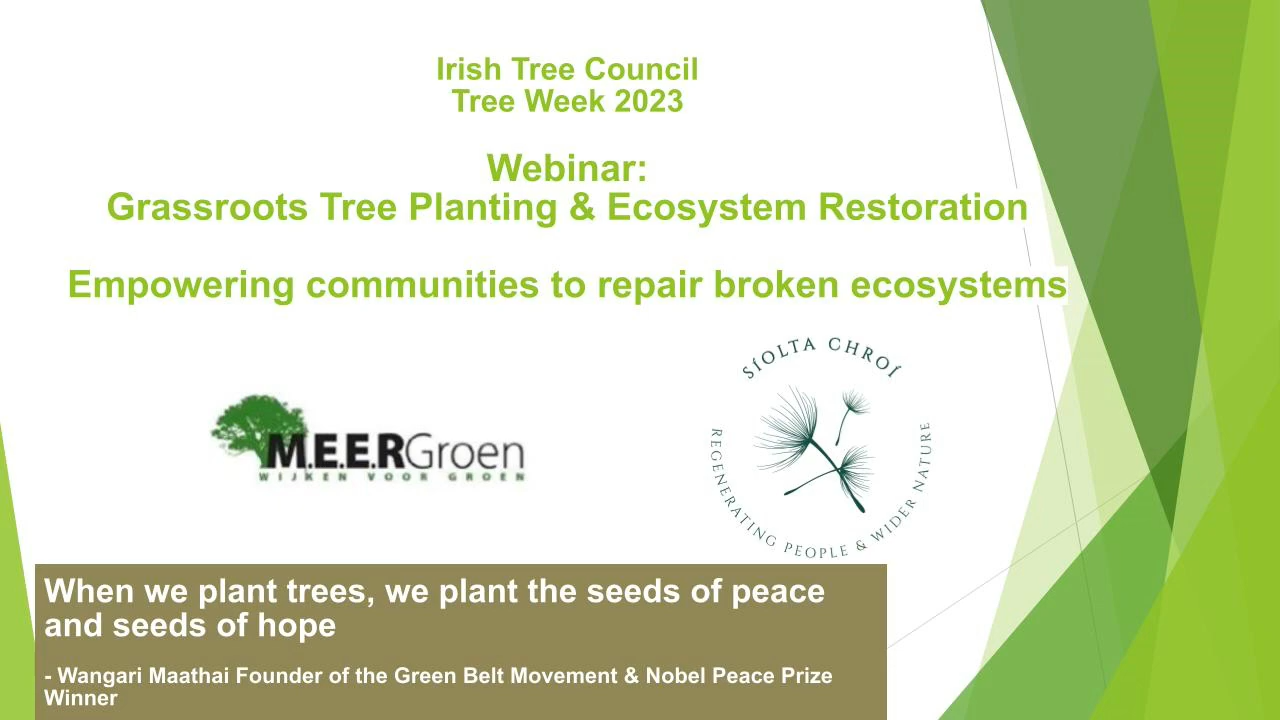 Irish Tree Council
Tree Week 2023
Webinar:
Grassroots Tree Planting & Ecosystem Restoration
Empowering communities to repair broken ecosystems
M.E.E.RGroen
WIJKEN VOOR GROEN
SÍOLTA CHROÍ
REGENERATING PEOPLE & WIDER NATURE
When we plant trees, we plant the seeds of peace
and seeds of hope
- Wangari Maathai Founder of the Green Belt Movement & Nobel Peace Prize
Winner